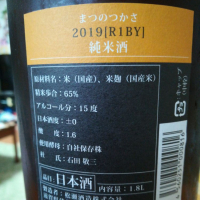 まつのつかさ
2019[R1BY]
純米酒
原材料名：米（国産）、米麹（国産米）
精米歩合：65%
アルコール分：15度
日本酒度：±0
酸度：1.6
使用酵母：自社保存株
杜氏：石田 敬三
品目 日本酒 内容量：1.8L